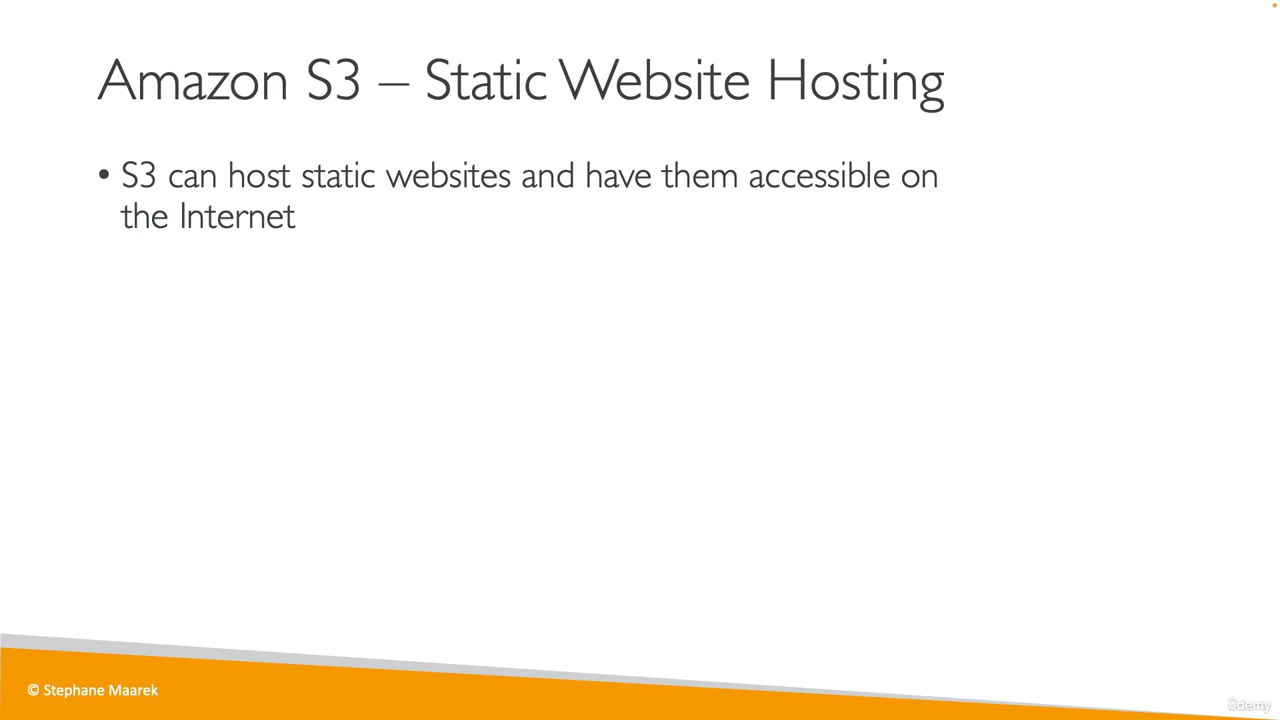 Amazon S3 – Static Website Hosting
• S3 can host static websites and have them accessible on
the Internet
© Stephane Maarek
ûdemy